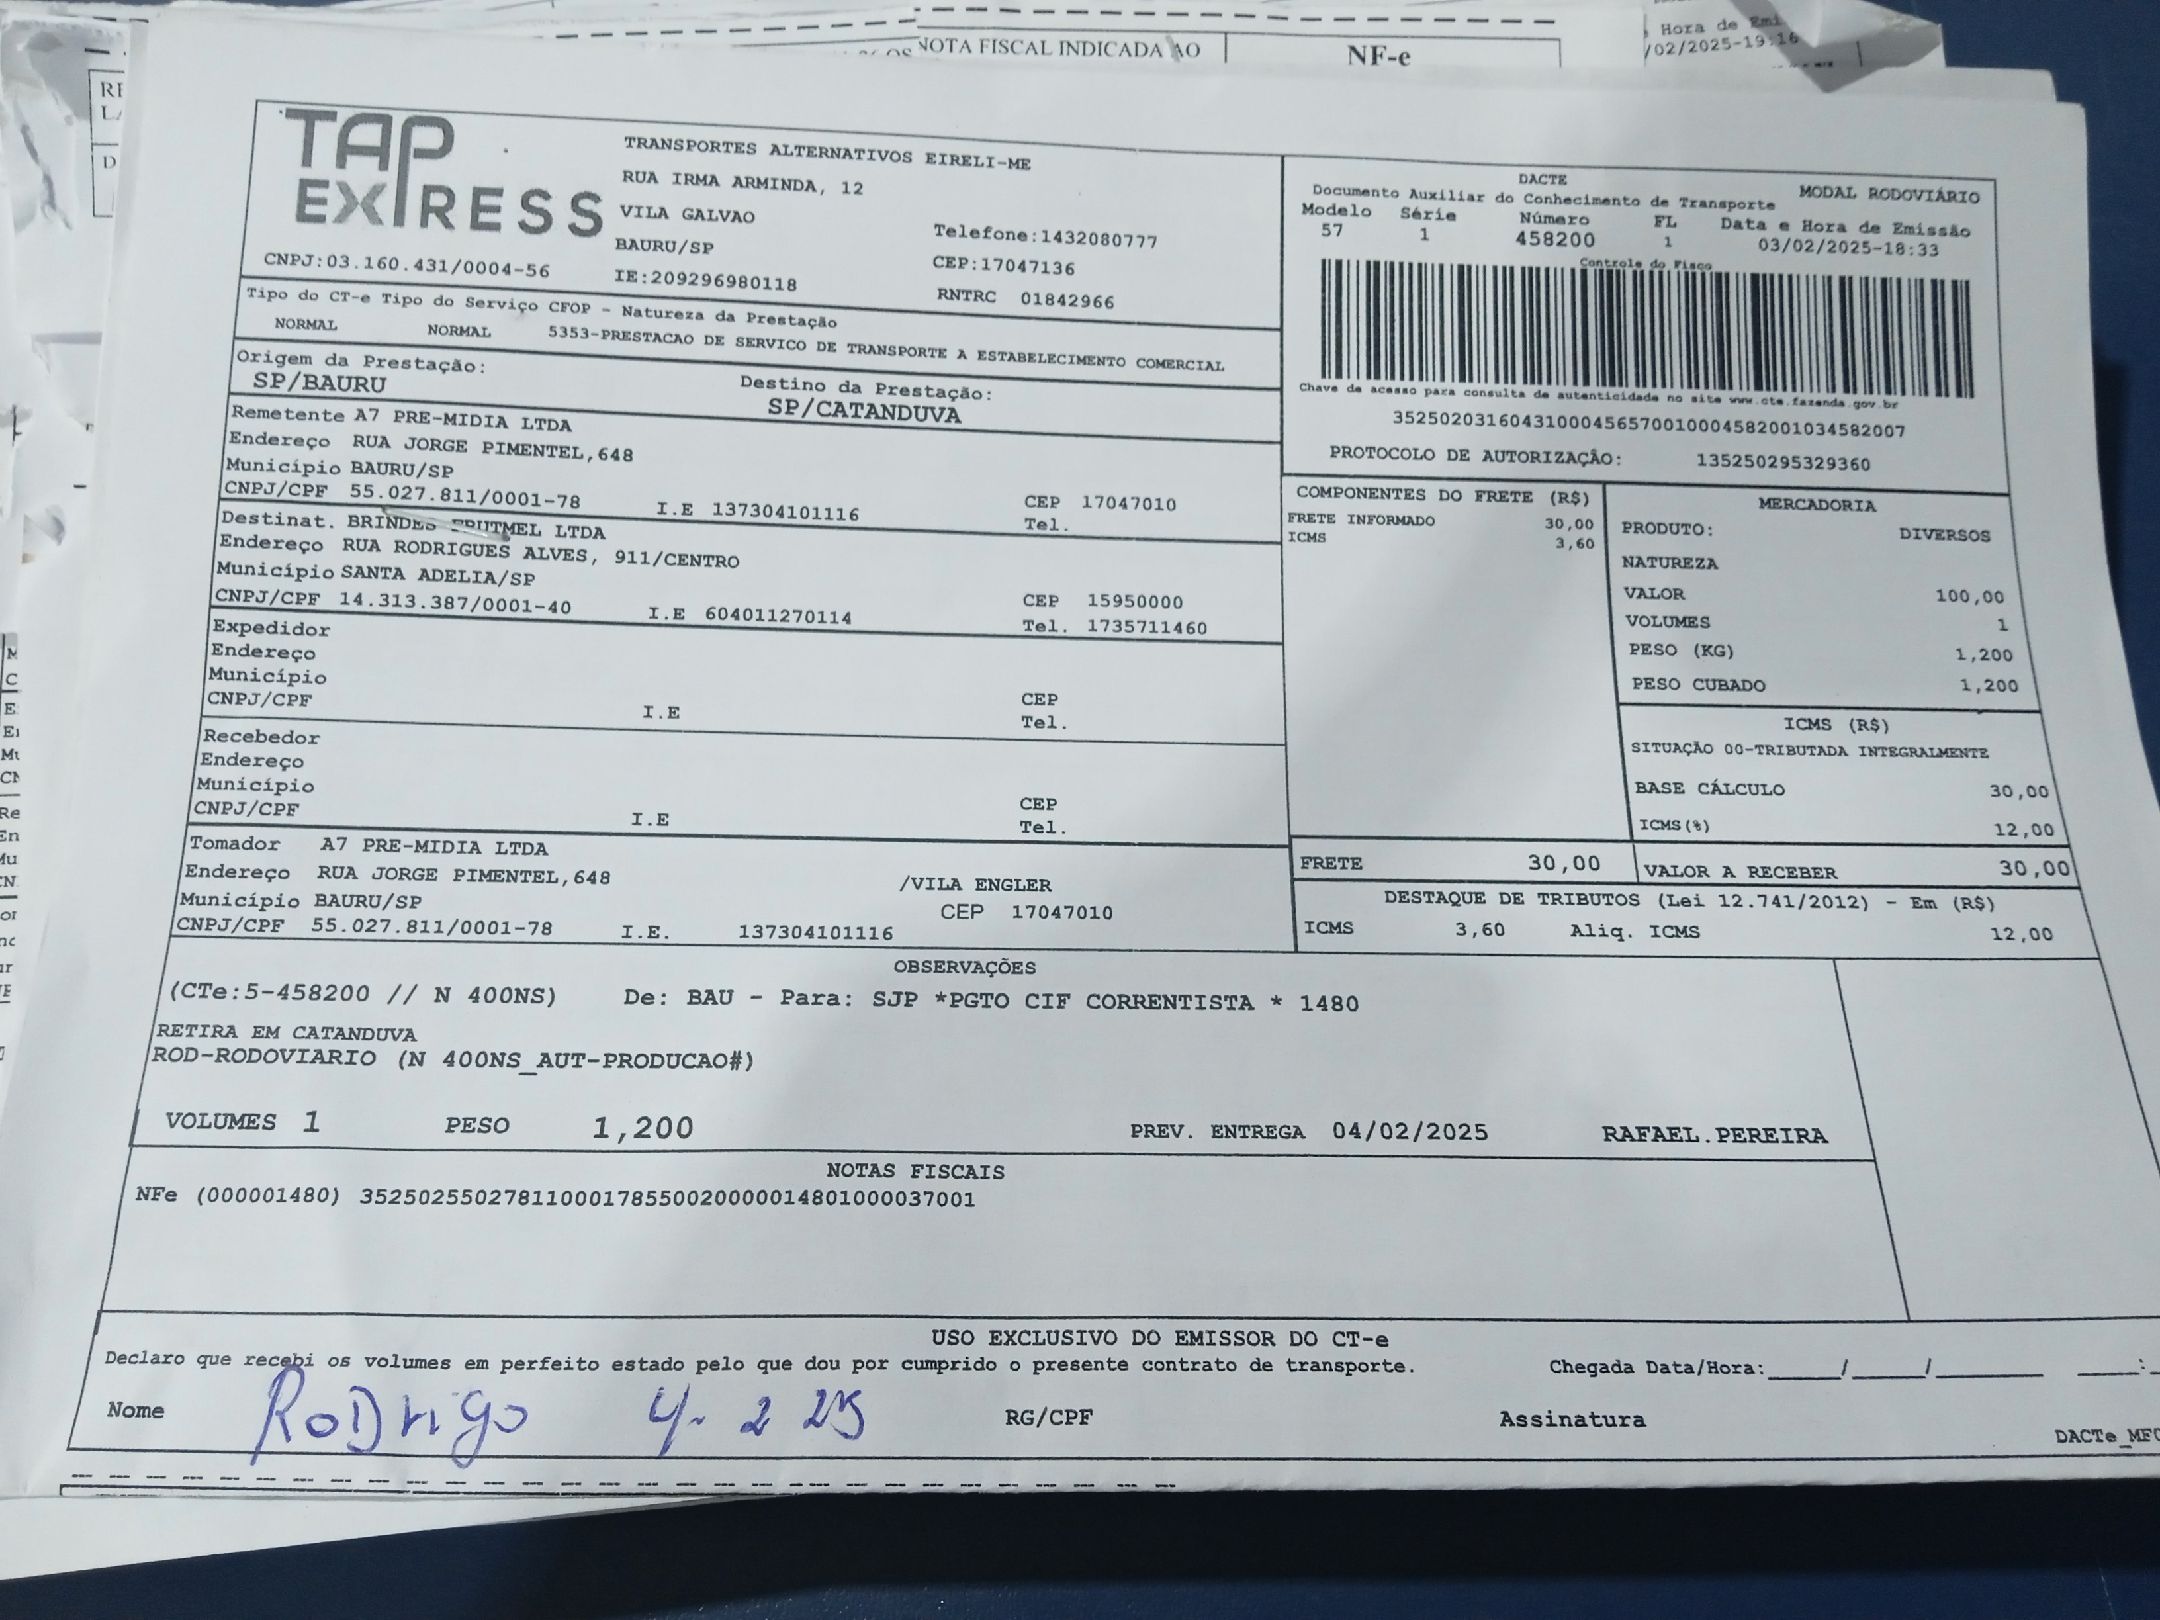 NOTA FISCAL INDICADA AO
NF-e
Hora de Emi
/02/2025-19:16
TAP
EXPRESS
CNPJ:03.160.431/0004-56
TRANSPORTES ALTERNATIVOS EIRELI-ME
RUA IRMA ARMINDA, 12
VILA GALVAO
BAURU/SP
IE:209296980118
Telefone:1432080777
CEP:17047136
RNTRC 01842966
DACTE
MODAL RODOVIÁRIO
Documento Auxiliar do Conhecimento de Transporte
Modelo Série Número FL Data e Hora de Emissão
57 1 458200 1 03/02/2025-18:33
Controle do Fisco
Chave de acesso para consulta de autenticidade no site www.cte.fazenda.gov.br
35250203160431000456570010004582001034582007
PROTOCOLO DE AUTORIZAÇÃO: 135250295329360
Tipo do CT-e Tipo do Serviço CFOP - Natureza da Prestação
NORMAL NORMAL 5353-PRESTACAO DE SERVICO DE TRANSPORTE A ESTABELECIMENTO COMERCIAL
Origem da Prestação:
SP/BAURU
Destino da Prestação:
SP/CATANDUVA
Remetente A7 PRE-MIDIA LTDA
Endereço RUA JORGE PIMENTEL,648
Município BAURU/SP
CNPJ/CPF 55.027.811/0001-78 I.E 137304101116
CEP 17047010
Tel.
Destinat. BRINDES FRUTMEL LTDA
Endereço RUA RODRIGUES ALVES, 911/CENTRO
Município SANTA ADELIA/SP
CNPJ/CPF 14.313.387/0001-40 I.E 604011270114
CEP 15950000
Tel. 1735711460
Expedidor
Endereço
Município
CNPJ/CPF I.E
CEP
Tel.
Recebedor
Endereço
Município
CNPJ/CPF I.E
CEP
Tel.
Tomador A7 PRE-MIDIA LTDA
Endereço RUA JORGE PIMENTEL,648 /VILA ENGLER
Município BAURU/SP CEP 17047010
CNPJ/CPF 55.027.811/0001-78 I.E. 137304101116
COMPONENTES DO FRETE (R$)
FRETE INFORMADO 30,00
ICMS 3,60
MERCADORIA
PRODUTO: DIVERSOS
NATUREZA
VALOR 100,00
VOLUMES 1
PESO (KG) 1,200
PESO CUBADO 1,200
ICMS (R$)
SITUAÇÃO 00-TRIBUTADA INTEGRALMENTE
BASE CÁLCULO 30,00
ICMS(%) 12,00
FRETE 30,00 VALOR A RECEBER 30,00
DESTAQUE DE TRIBUTOS (Lei 12.741/2012) - Em (R$)
ICMS 3,60 Aliq. ICMS 12,00
OBSERVAÇÕES
(CTe:5-458200 // N 400NS) De: BAU - Para: SJP *PGTO CIF CORRENTISTA * 1480
RETIRA EM CATANDUVA
ROD-RODOVIARIO (N 400NS_AUT-PRODUCAO#)
VOLUMES 1 PESO 1,200 PREV. ENTREGA 04/02/2025 RAFAEL.PEREIRA
NOTAS FISCAIS
NFe (000001480) 35250255027811000178550020000014801000037001
USO EXCLUSIVO DO EMISSOR DO CT-e
Declaro que recebi os volumes em perfeito estado pelo que dou por cumprido o presente contrato de transporte. Chegada Data/Hora:_____/_____/_______ ____:
Nome Rodrigo 4-2 25 RG/CPF Assinatura
DACTe_MFC